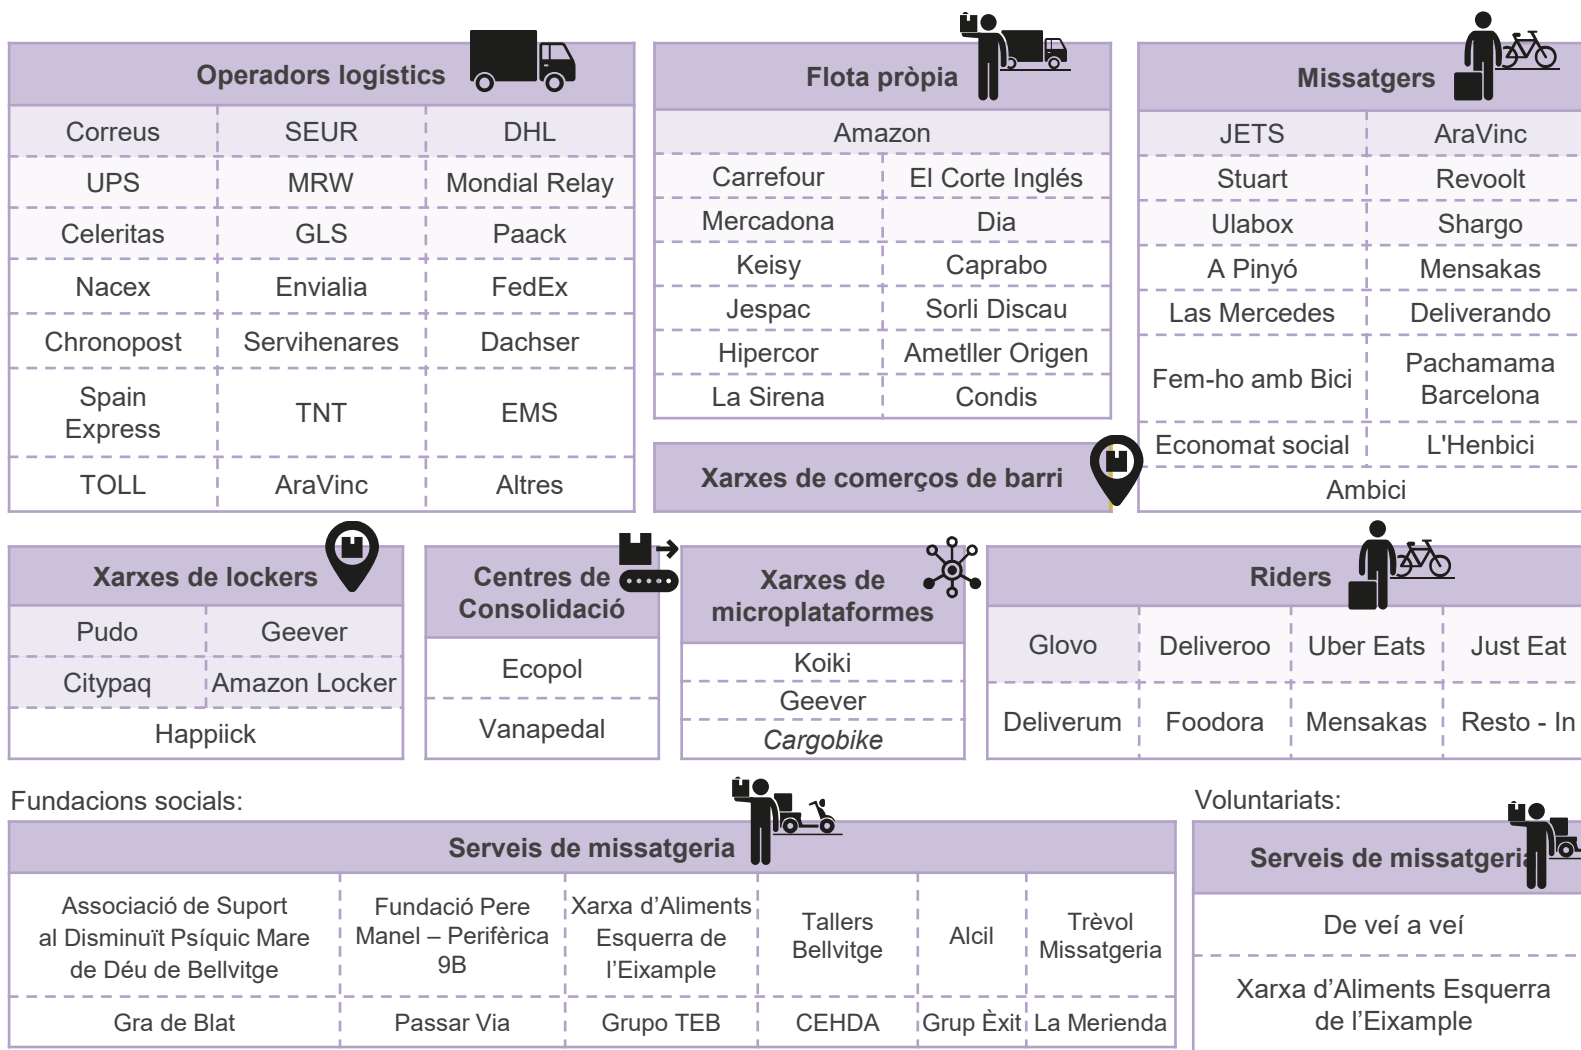 Operadors logístics
Correus SEUR DHL
UPS MRW Mondial Relay
Celeritas GLS Paack
Nacex Envialia FedEx
Chronopost Servihenares Dachser
Spain
Express TNT EMS
TOLL AraVinc Altres
Flota pròpia
Amazon
Carrefour El Corte Inglés
Mercadona Dia
Keisy Caprabo
Jespac Sorli Discau
Hipercor Ametller Origen
La Sirena Condis
Xarxes de comerços de barri
Missatgers
JETS AraVinc
Stuart Revoolt
Ulabox Shargo
A Pinyó Mensakas
Las Mercedes Deliverando
Fem-ho amb Bici Pachamama
Barcelona
Economat social L'Henbici
Ambici
Xarxes de lockers
Pudo Geever
Citypaq Amazon Locker
Happiick
Centres de
Consolidació
Ecopol
Vanapedal
Xarxes de
microplataformes
Koiki
Geever
Cargobike
Riders
Glovo Deliveroo Uber Eats Just Eat
Deliverum Foodora Mensakas Resto - In
Fundacions socials:
Serveis de missatgeria
Associació de Suport
al Disminuït Psíquic Mare
de Déu de Bellvitge
Fundació Pere
Manel – Perifèrica
9B
Xarxa d’Aliments
Esquerra de
l’Eixample
Tallers
Bellvitge
Alcil
Trèvol
Missatgeria
Gra de Blat Passar Via Grupo TEB CEHDA Grup Èxit La Merienda
Voluntariats:
Serveis de missatgeria
De veí a veí
Xarxa d’Aliments Esquerra
de l’Eixample